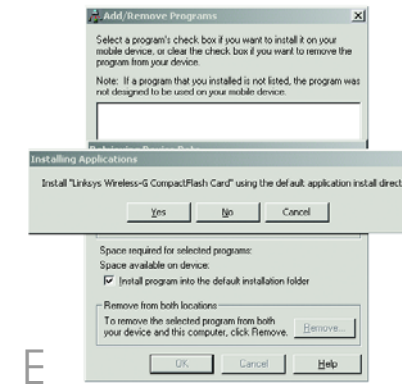 Add/Remove Programs
Select a program's check box if you want to install it on your
mobile device, or clear the check box if you want to remove the
program from your device.
Note: If a program that you installed is not listed, the program was
not designed to be used on your mobile device.
Installing Applications
Install "Linksys Wireless-G CompactFlash Card" using the default application install direct
Yes
No
Cancel
Space required for selected programs:
Space available on device:
Install program into the default installation folder
Remove from both locations
To remove the selected program from both
your device and this computer, click Remove.
Remove...
OK
Cancel
Help
E